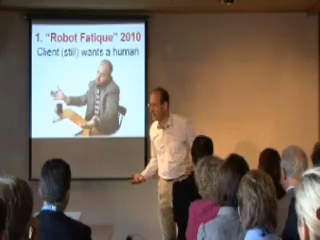 1. "Robot Fatique" 2010
Client (still) wants a human